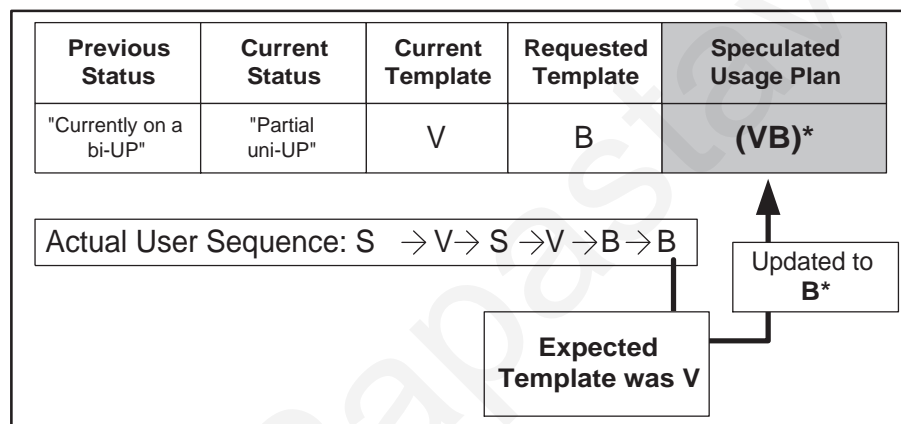 Previous Status
Current Status
Current Template
Requested Template
Speculated Usage Plan
"Currently on a bi-UP"
"Partial uni-UP"
V
B
(VB)*
Actual User Sequence: S → V → S → V → B → B
Updated to
B*
Expected
Template was V